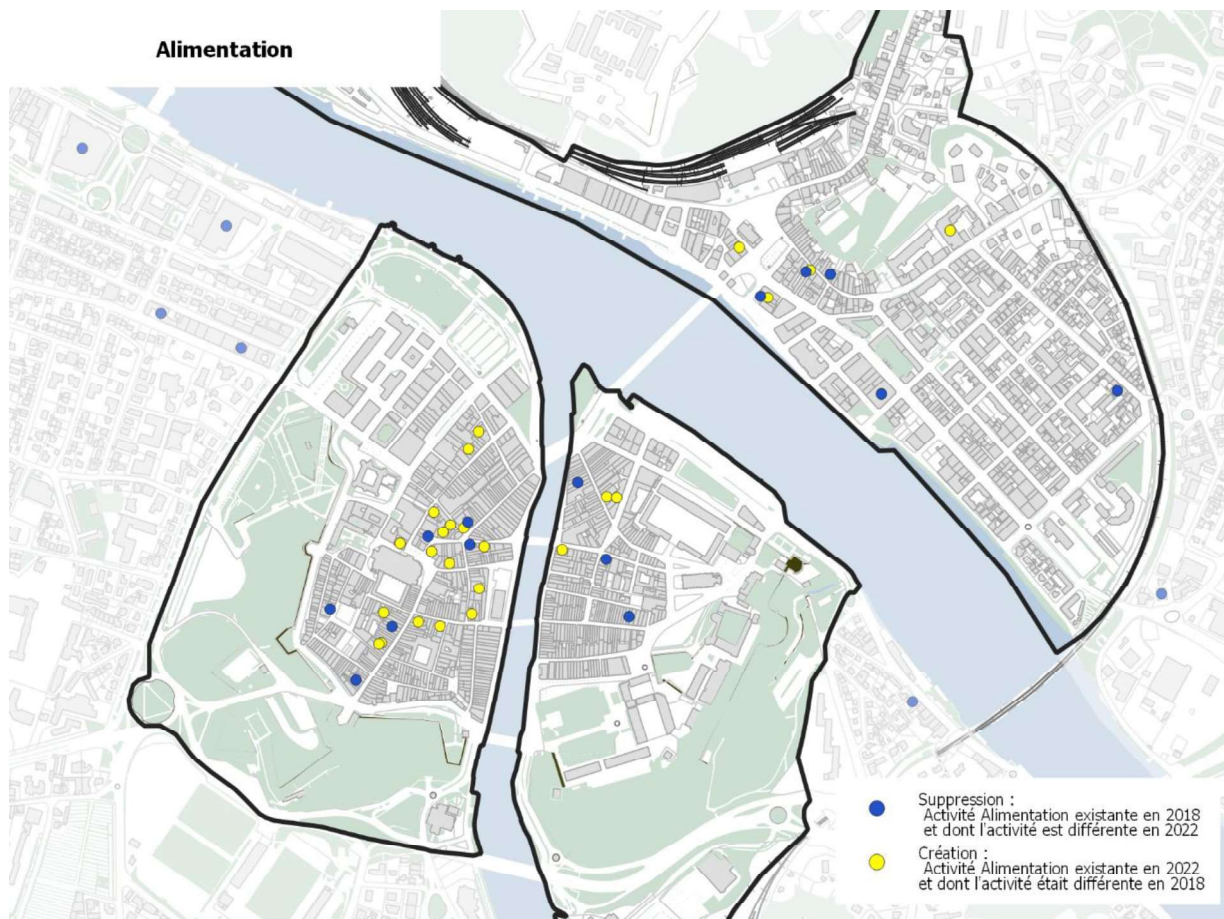 Alimentation
Suppression :
Activité Alimentation existante en 2018
et dont l'activité est différente en 2022
Création :
Activité Alimentation existante en 2022
et dont l'activité était différente en 2018